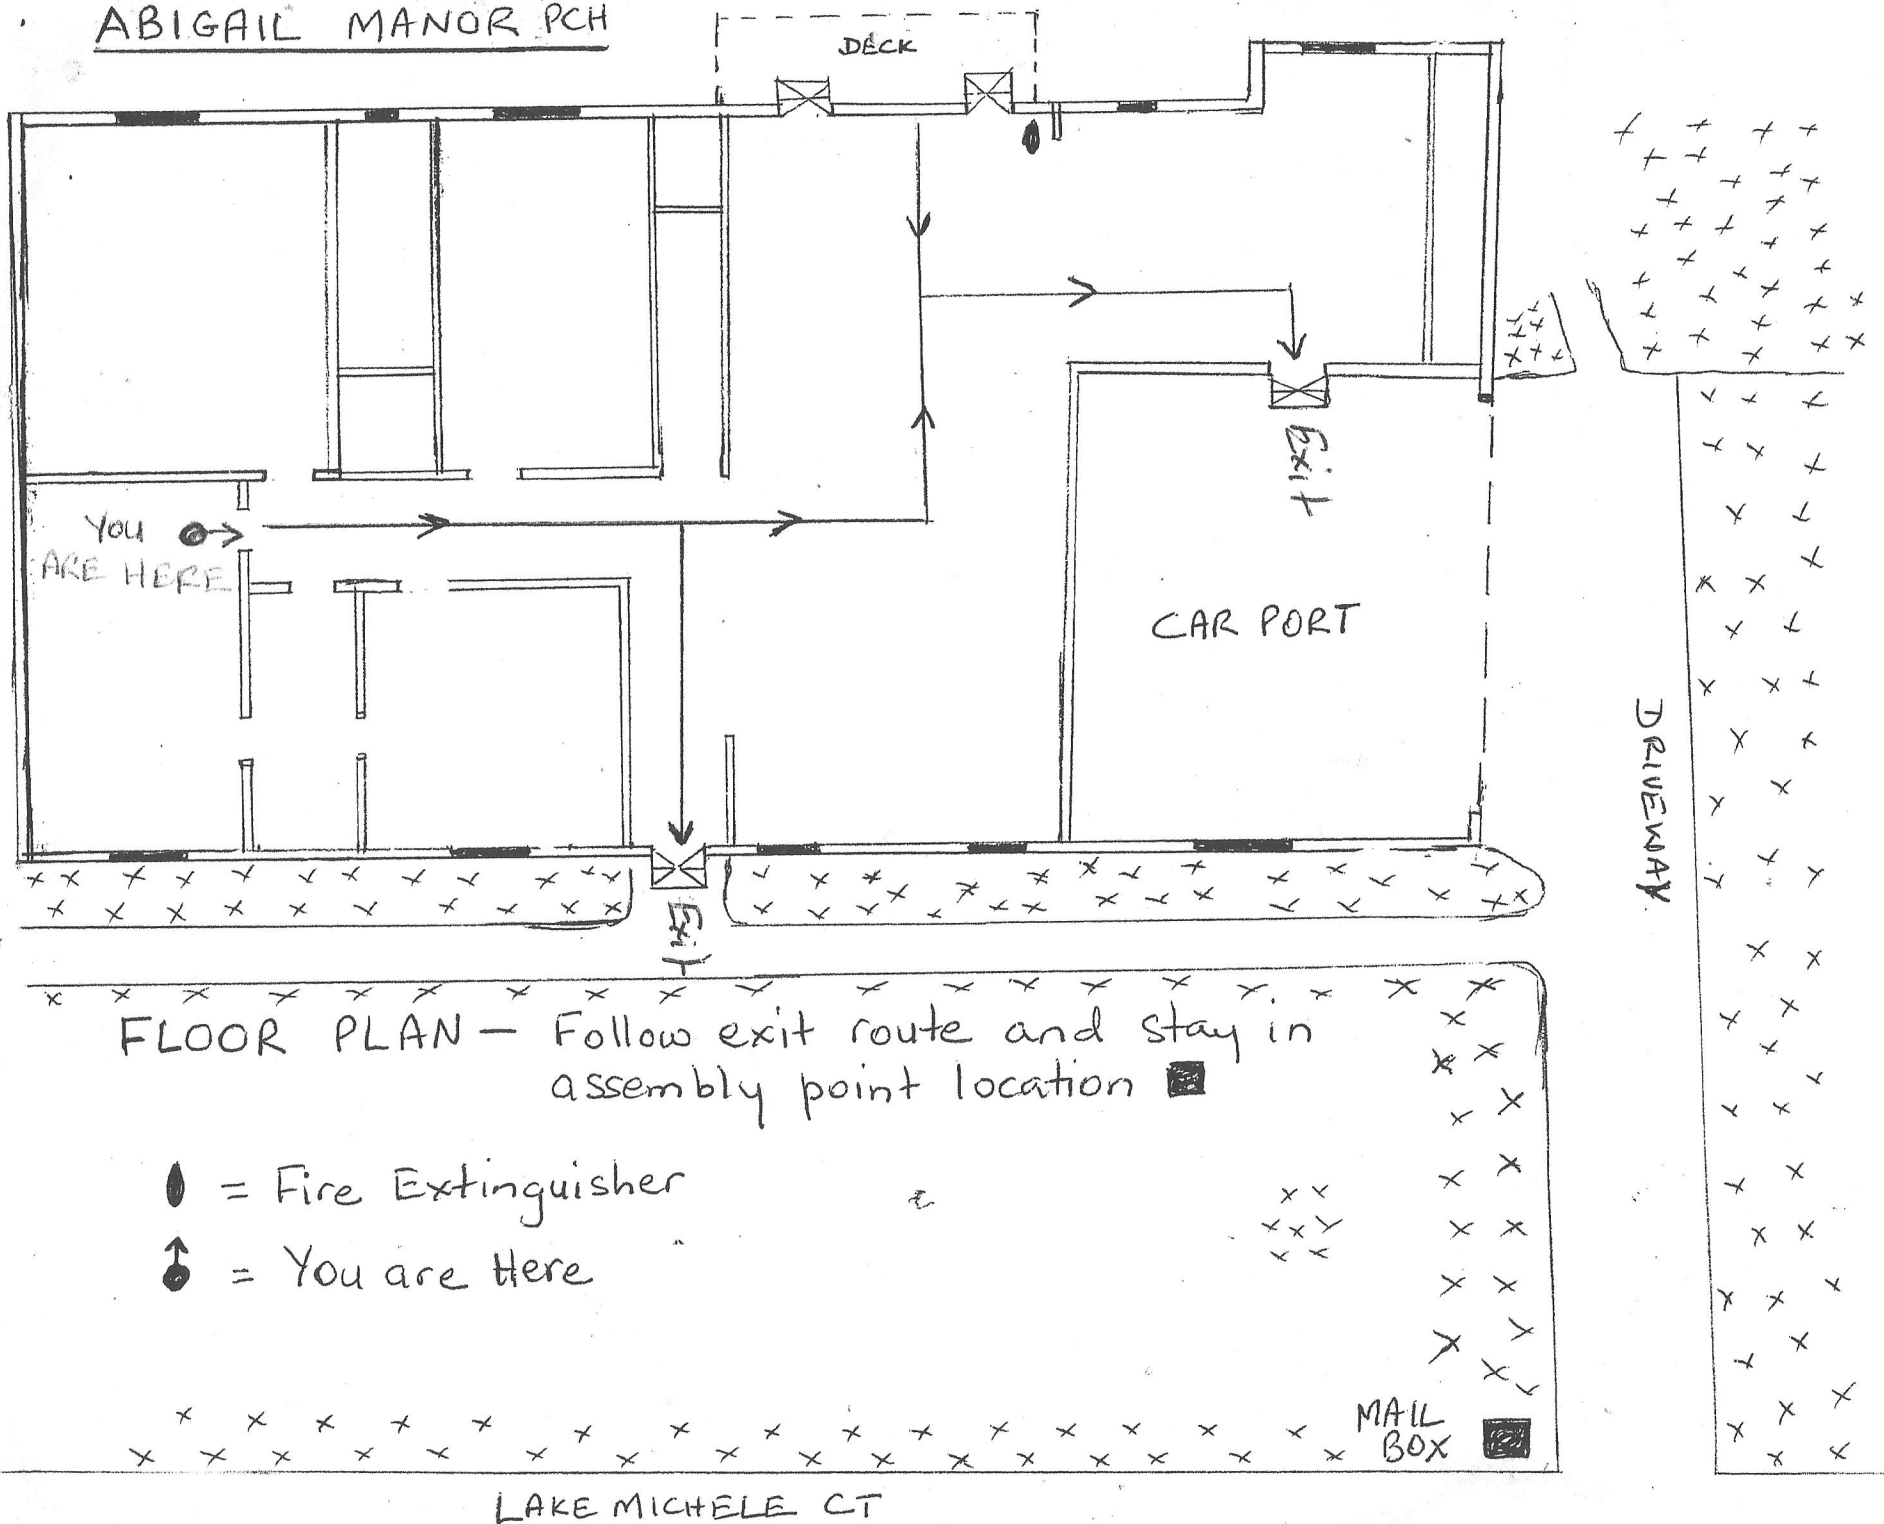 ABIGAIL MANOR PCH
DECK
Exit
YOU
ARE HERE
CAR PORT
DRIVEWAY
Exit
FLOOR PLAN — Follow exit route and stay in
assembly point location ■
= Fire Extinguisher
= You are Here
MAIL
BOX
LAKE MICHELE CT